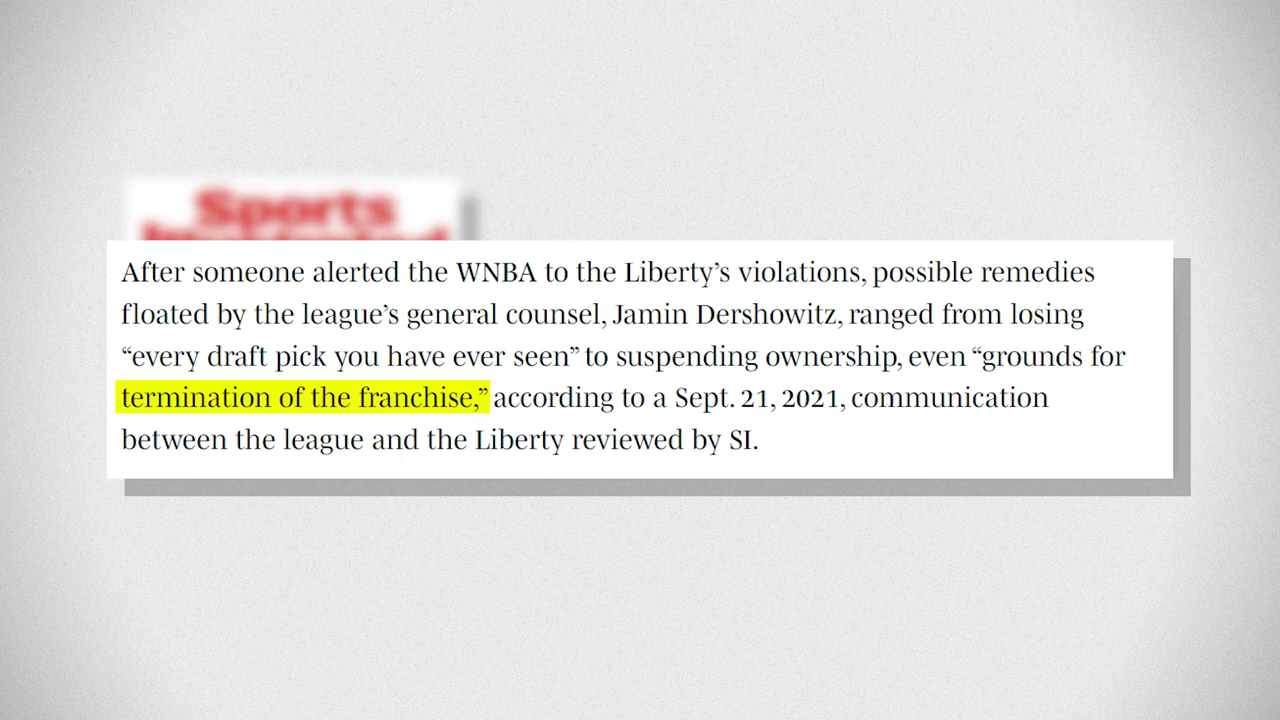 Sports
After someone alerted the WNBA to the Liberty’s violations, possible remedies
floated by the league’s general counsel, Jamin Dershowitz, ranged from losing
“every draft pick you have ever seen” to suspending ownership, even “grounds for
termination of the franchise,” according to a Sept. 21, 2021, communication
between the league and the Liberty reviewed by SI.